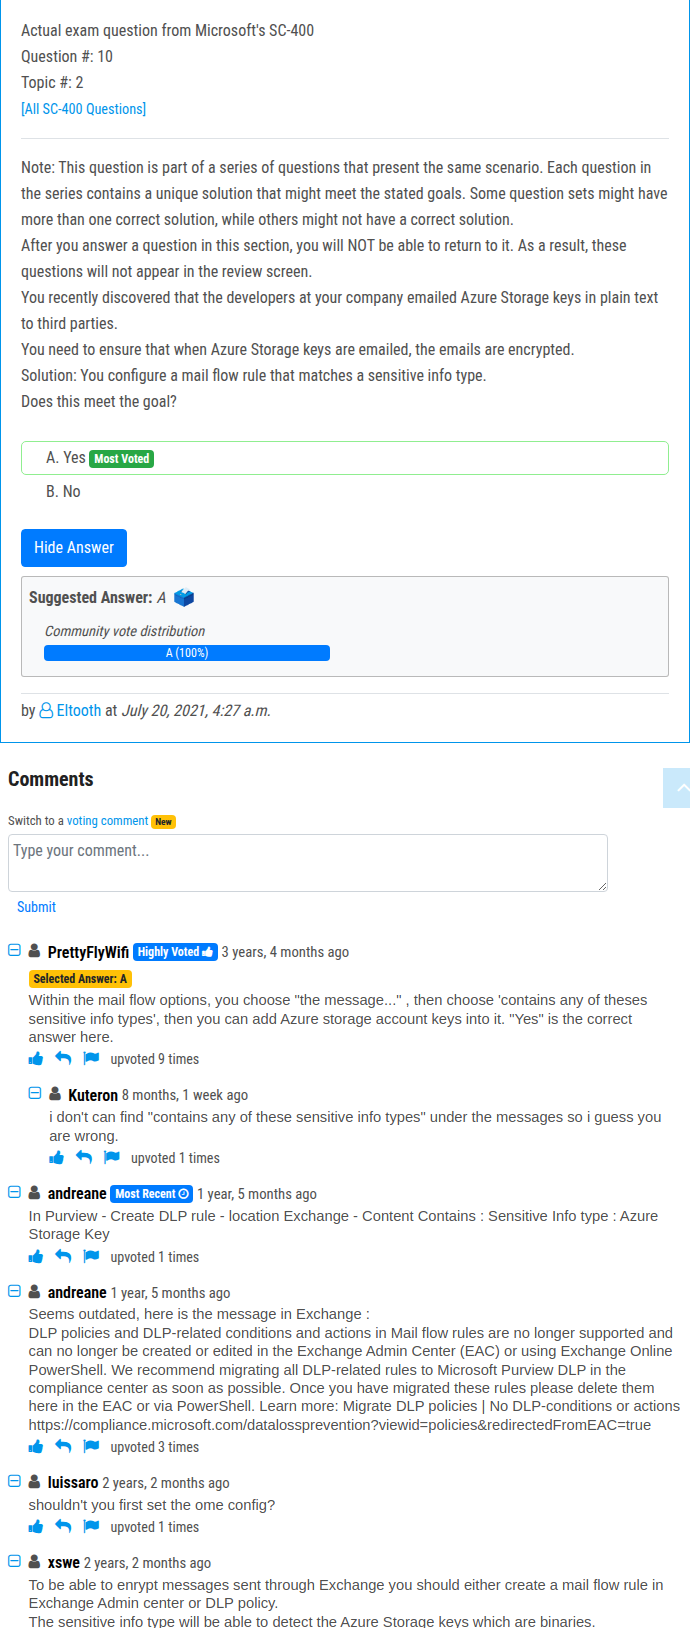 Actual exam question from Microsoft's SC-400
Question #: 10
Topic #: 2
[All SC-400 Questions]
Note: This question is part of a series of questions that present the same scenario. Each question in
the series contains a unique solution that might meet the stated goals. Some question sets might have
more than one correct solution, while others might not have a correct solution.
After you answer a question in this section, you will NOT be able to return to it. As a result, these
questions will not appear in the review screen.
You recently discovered that the developers at your company emailed Azure Storage keys in plain text
to third parties.
You need to ensure that when Azure Storage keys are emailed, the emails are encrypted.
Solution: You configure a mail flow rule that matches a sensitive info type.
Does this meet the goal?
A. Yes Most Voted
B. No
Hide Answer
Suggested Answer: A
Community vote distribution
A (100%)
by Eltooth at July 20, 2021, 4:27 a.m.
Comments
Switch to a voting comment New
Type your comment...
Submit
PrettyFlyWifi Highly Voted 3 years, 4 months ago
Selected Answer: A
Within the mail flow options, you choose "the message..." , then choose 'contains any of theses
sensitive info types', then you can add Azure storage account keys into it. "Yes" is the correct
answer here.
upvoted 9 times
Kuteron 8 months, 1 week ago
i don't can find "contains any of these sensitive info types" under the messages so i guess you
are wrong.
upvoted 1 times
andreane Most Recent 1 year, 5 months ago
In Purview - Create DLP rule - location Exchange - Content Contains : Sensitive Info type : Azure
Storage Key
upvoted 1 times
andreane 1 year, 5 months ago
Seems outdated, here is the message in Exchange :
DLP policies and DLP-related conditions and actions in Mail flow rules are no longer supported and
can no longer be created or edited in the Exchange Admin Center (EAC) or using Exchange Online
PowerShell. We recommend migrating all DLP-related rules to Microsoft Purview DLP in the
compliance center as soon as possible. Once you have migrated these rules please delete them
here in the EAC or via PowerShell. Learn more: Migrate DLP policies | No DLP-conditions or actions
https://compliance.microsoft.com/datalossprevention?viewid=policies&redirectedFromEAC=true
upvoted 3 times
luissaro 2 years, 2 months ago
shouldn't you first set the ome config?
upvoted 1 times
xswe 2 years, 2 months ago
To be able to enrypt messages sent through Exchange you should either create a mail flow rule in
Exchange Admin center or DLP policy.
The sensitive info type will be able to detect the Azure Storage keys which are binaries.